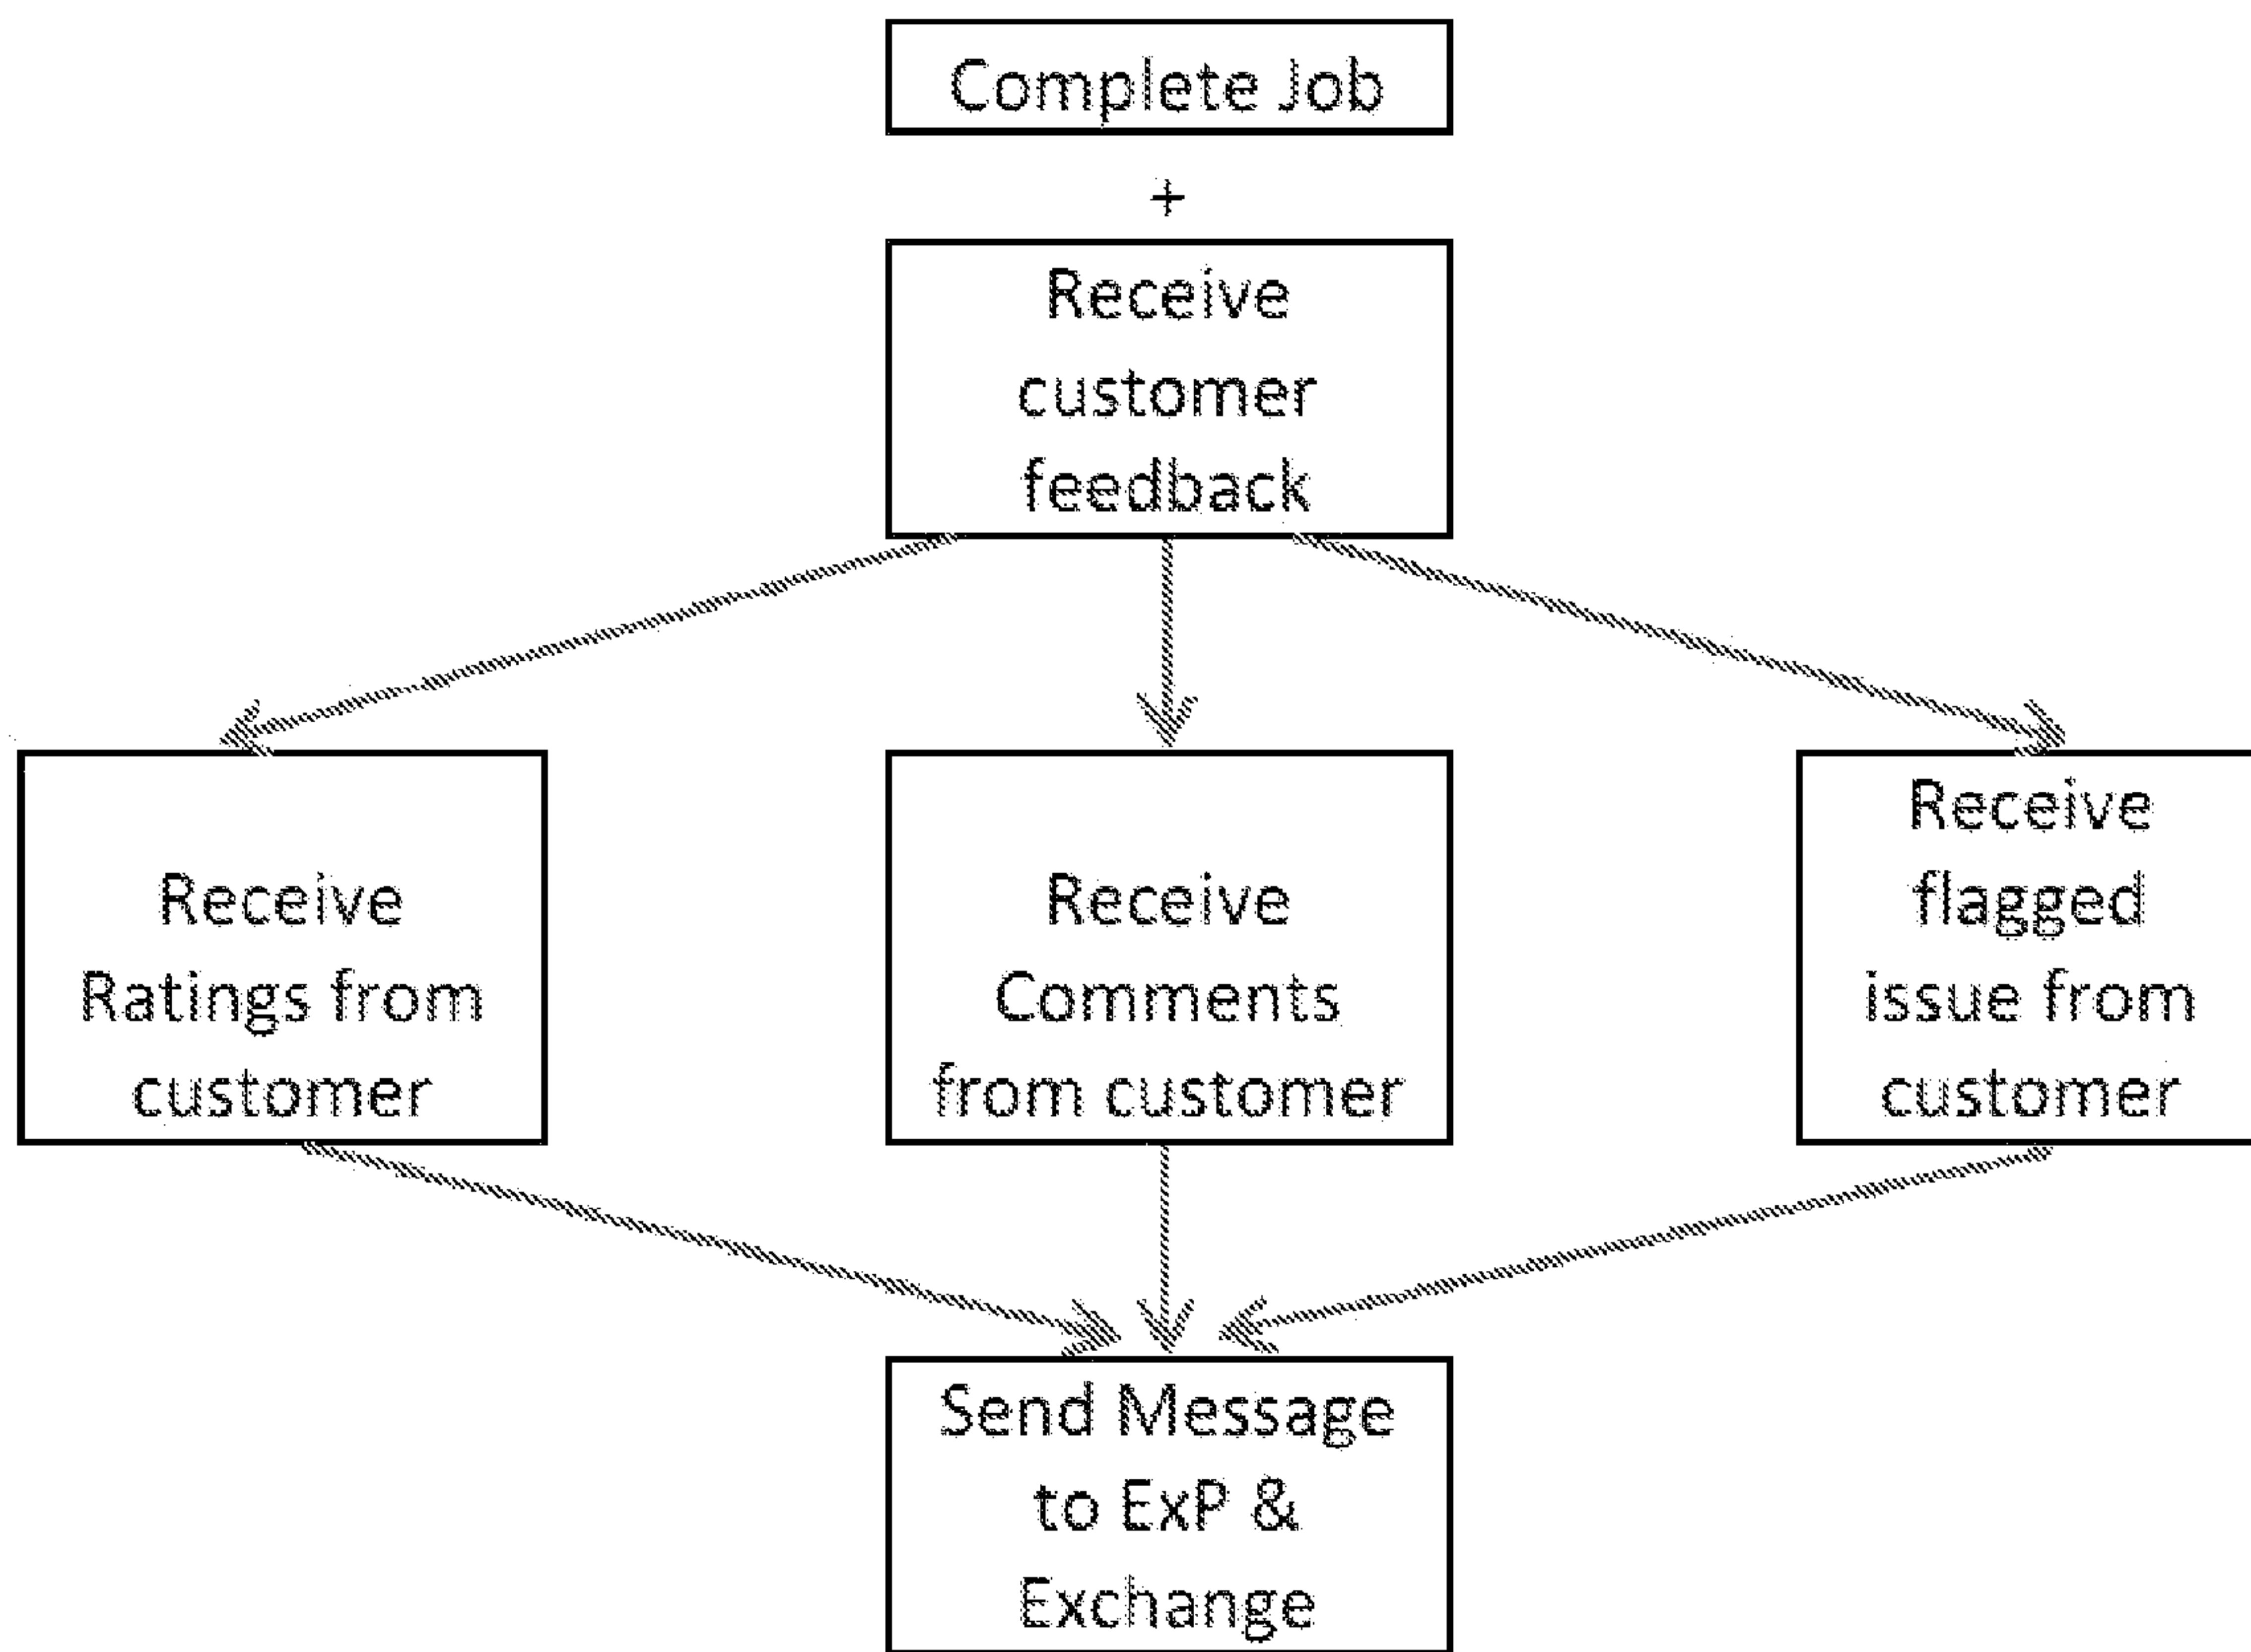 Complete Job
+
Receive
customer
feedback
Receive
Ratings from
customer
Receive
Comments
from customer
Receive
flagged
issue from
customer
Send Message
to ExP &
Exchange